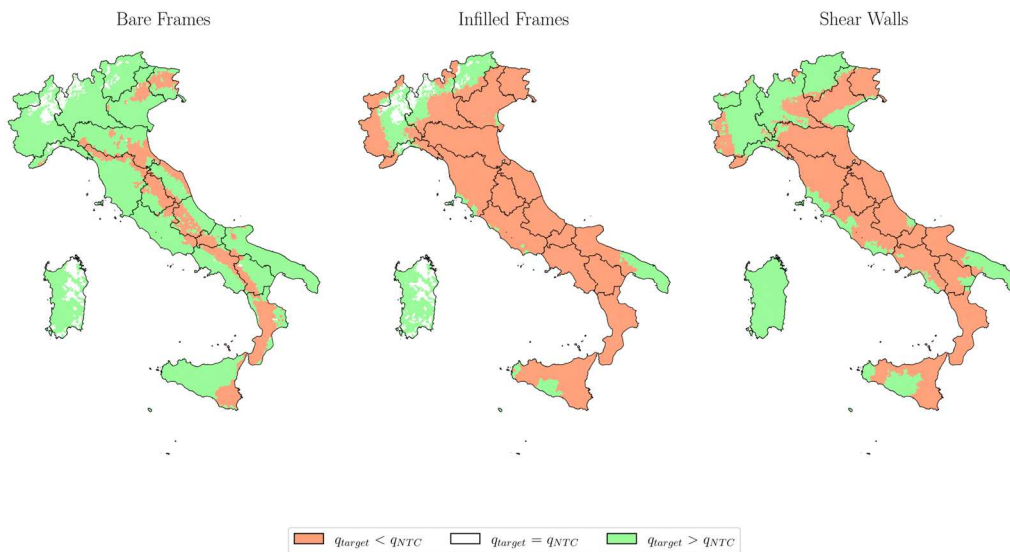 Bare Frames Infilled Frames Shear Walls
q_target < q_NTC q_target = q_NTC q_target > q_NTC